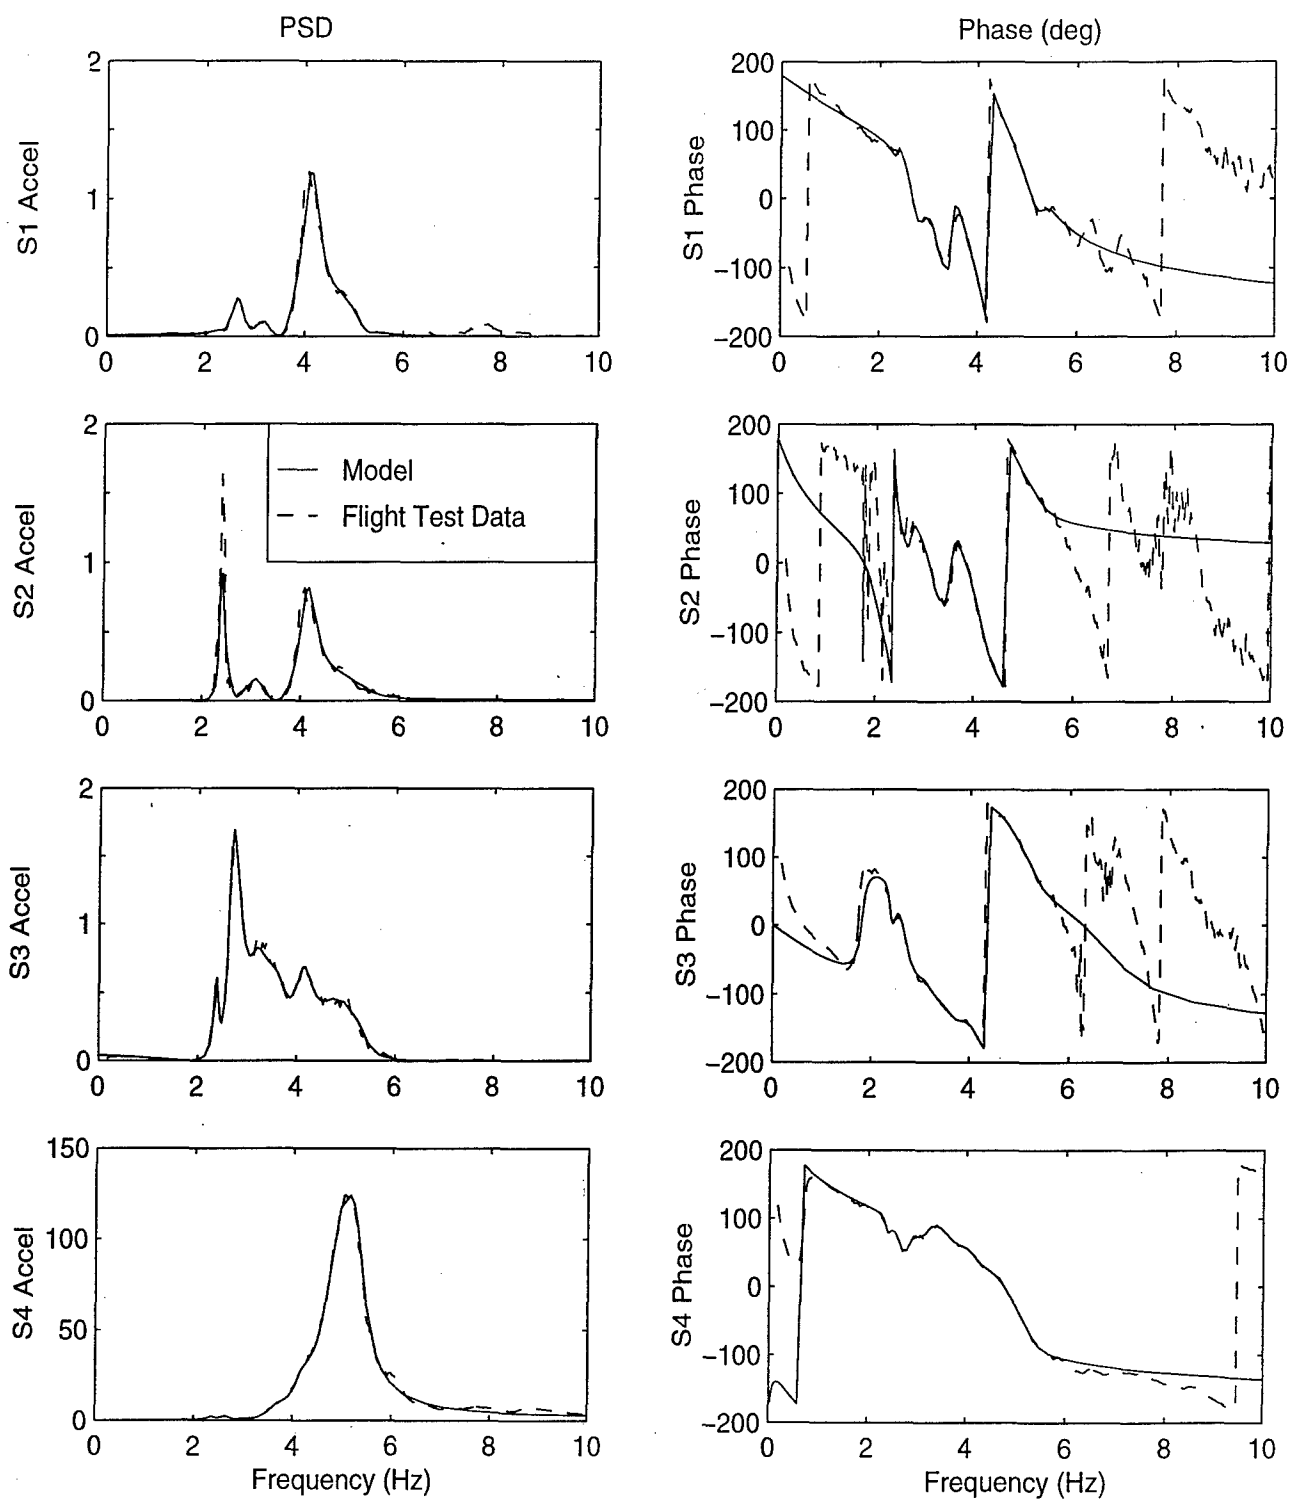 PSD
Phase (deg)
2
1
0
S1 Accel
0 2 4 6 8 10
200
100
0
−100
−200
S1 Phase
0 2 4 6 8 10
2
1
0
S2 Accel
Model
Flight Test Data
0 2 4 6 8 10
200
100
0
−100
−200
S2 Phase
0 2 4 6 8 10
2
1
0
S3 Accel
0 2 4 6 8 10
200
100
0
−100
−200
S3 Phase
0 2 4 6 8 10
150
100
50
0
S4 Accel
0 2 4 6 8 10
Frequency (Hz)
200
100
0
−100
−200
S4 Phase
0 2 4 6 8 10
Frequency (Hz)